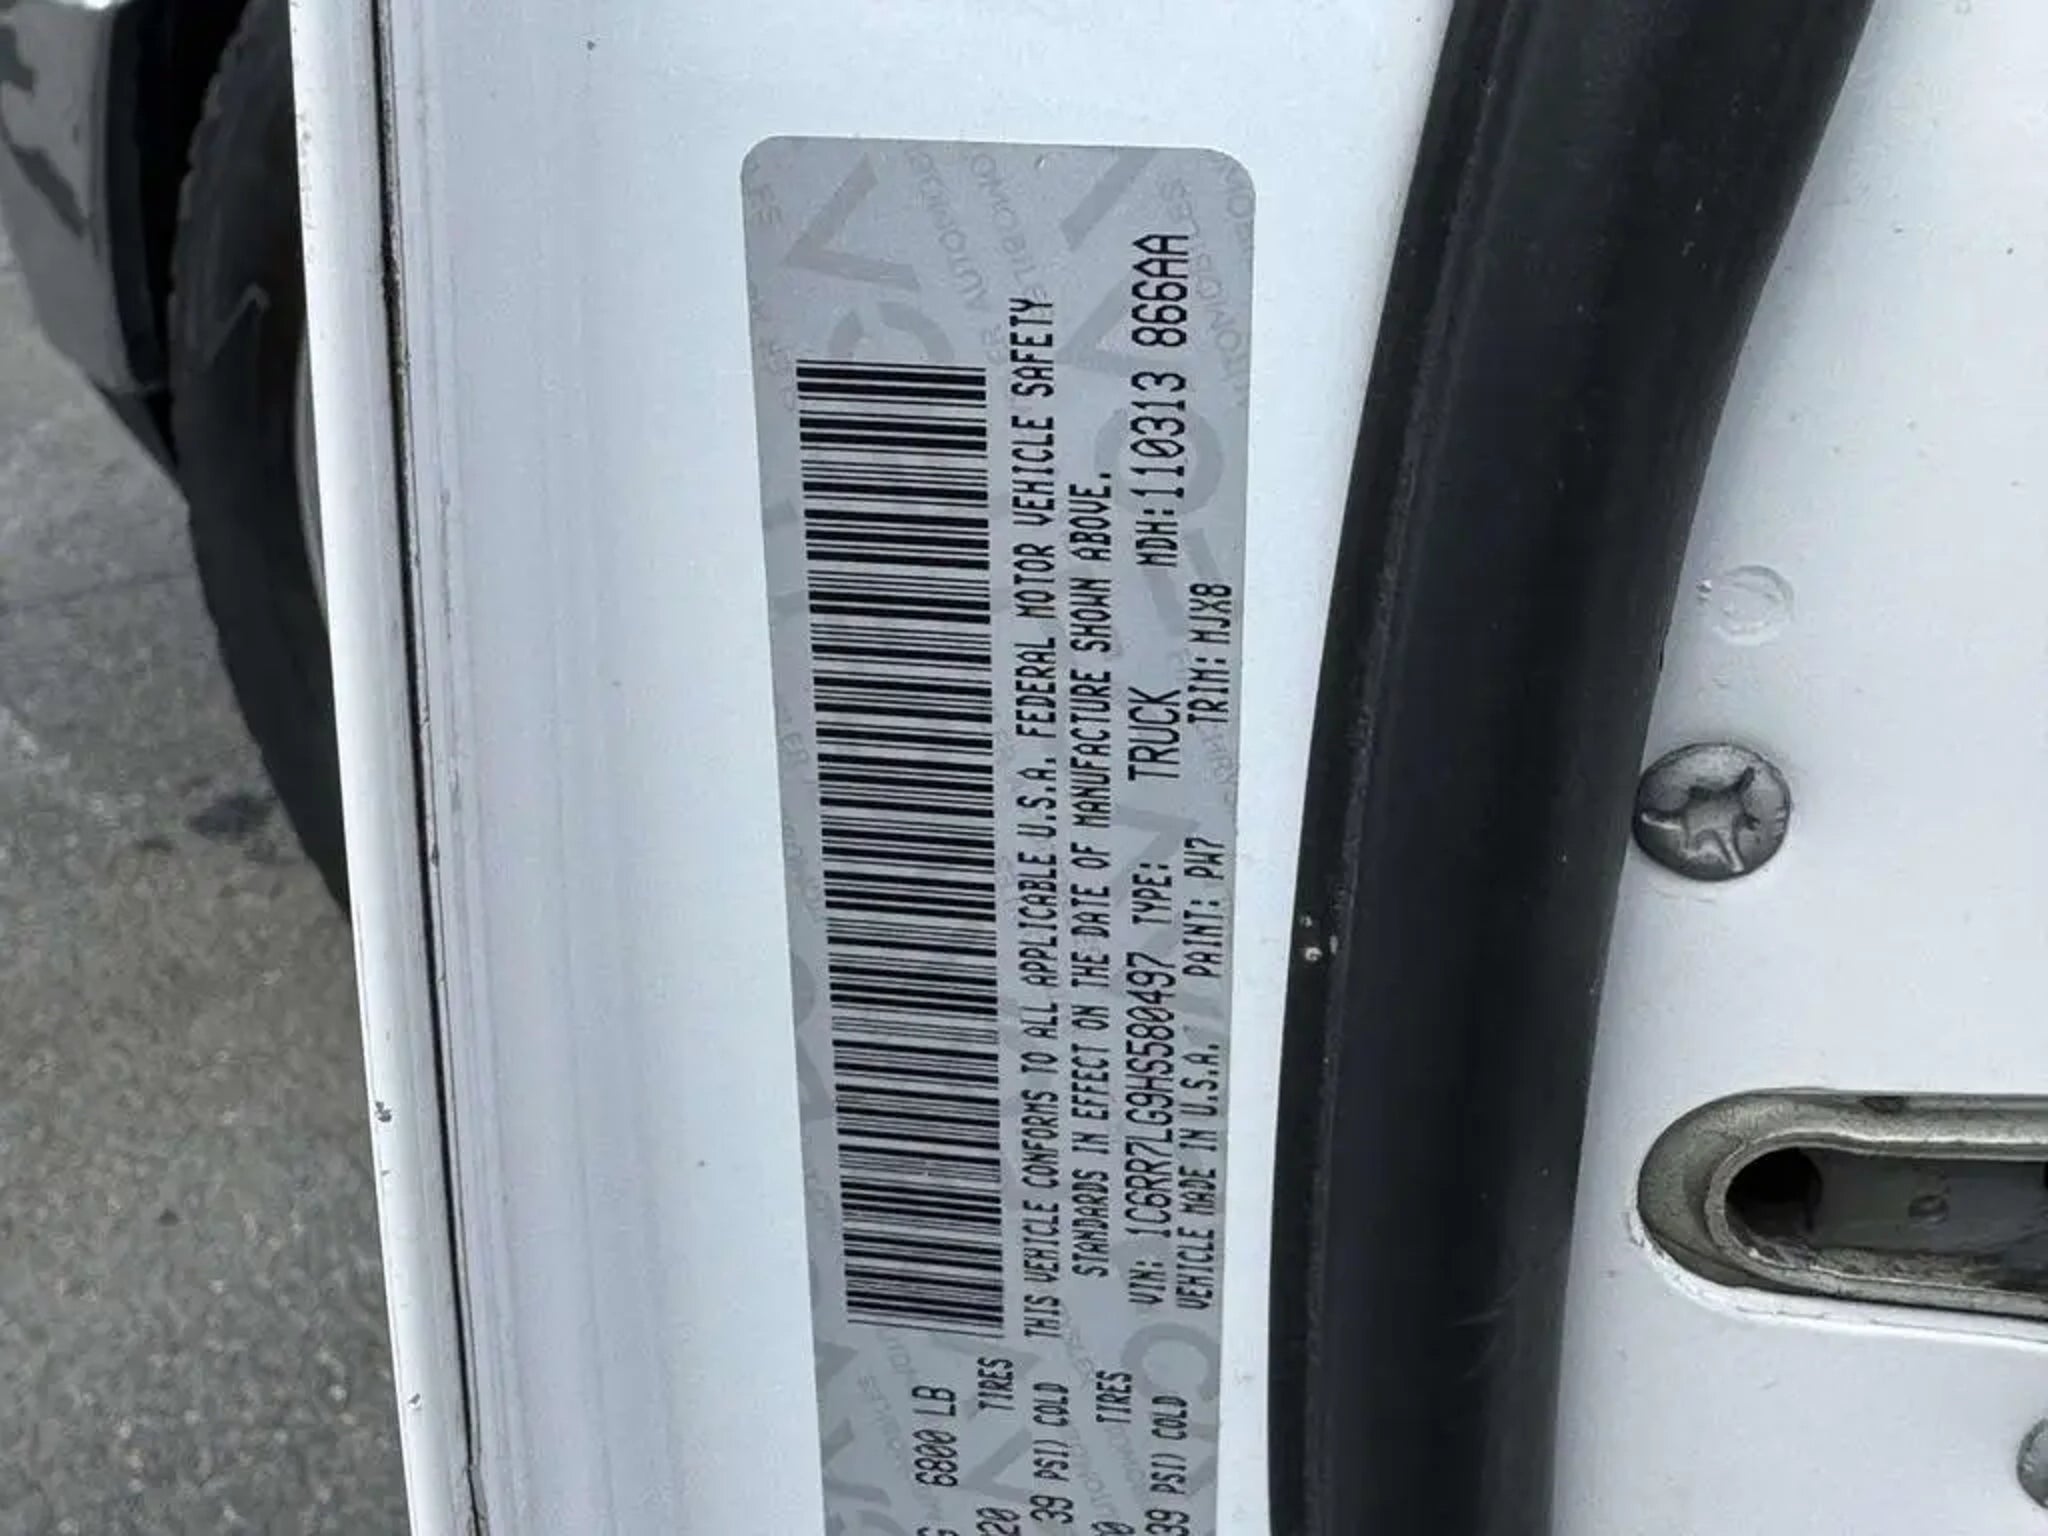 G 6800 LB
20 TIRES
39 PSI) COLD
0 TIRES
39 PSI) COLD
THIS VEHICLE CONFORMS TO ALL APPLICABLE U.S.A. FEDERAL MOTOR VEHICLE SAFETY
STANDARDS IN EFFECT ON THE DATE OF MANUFACTURE SHOWN ABOVE.
VIN: 1C6RR7LG9HS580497 TYPE: TRUCK MDH:110313 866AA
VEHICLE MADE IN U.S.A. PAINT: PW7 TRIM: MJX8